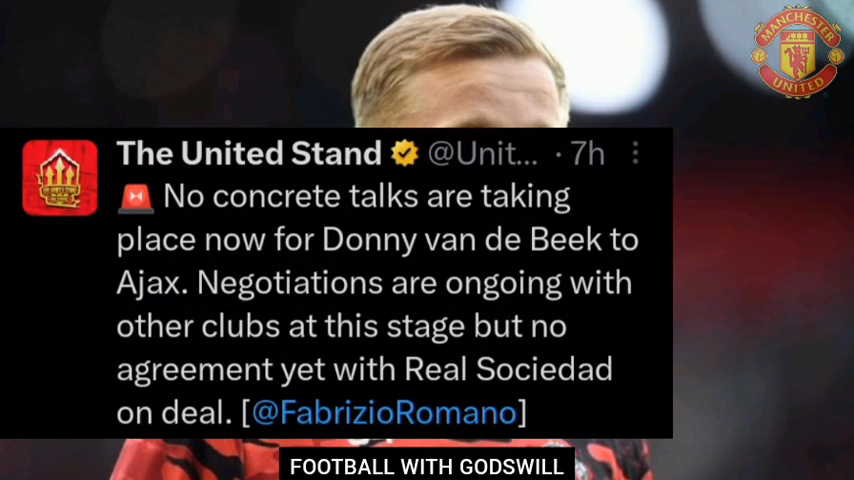 MANCHESTER
UNITED
The United Stand @Unit... · 7h
🚨 No concrete talks are taking
place now for Donny van de Beek to
Ajax. Negotiations are ongoing with
other clubs at this stage but no
agreement yet with Real Sociedad
on deal. [@FabrizioRomano]
FOOTBALL WITH GODSWILL